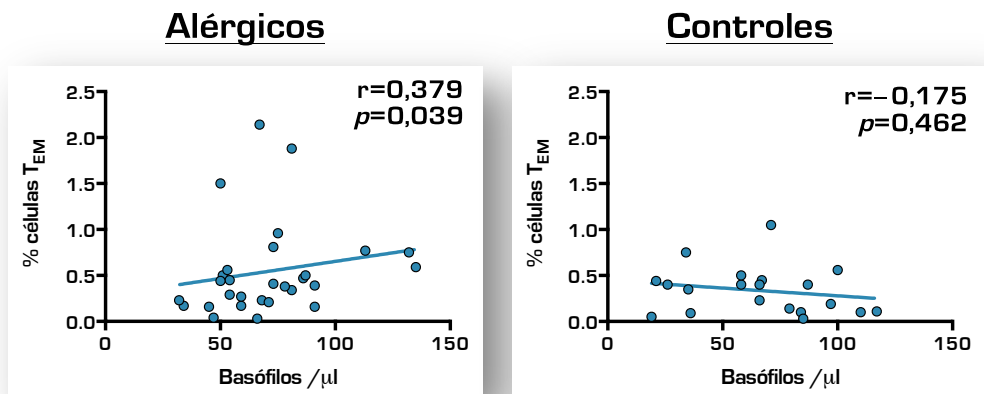 Alérgicos
r=0,379
p=0,039
2.5
2.0
1.5
1.0
0.5
0.0
% células TEM
0 50 100 150
Basófilos /µl
Controles
r=–0,175
p=0,462
2.5
2.0
1.5
1.0
0.5
0.0
% células TEM
0 50 100 150
Basófilos /µl